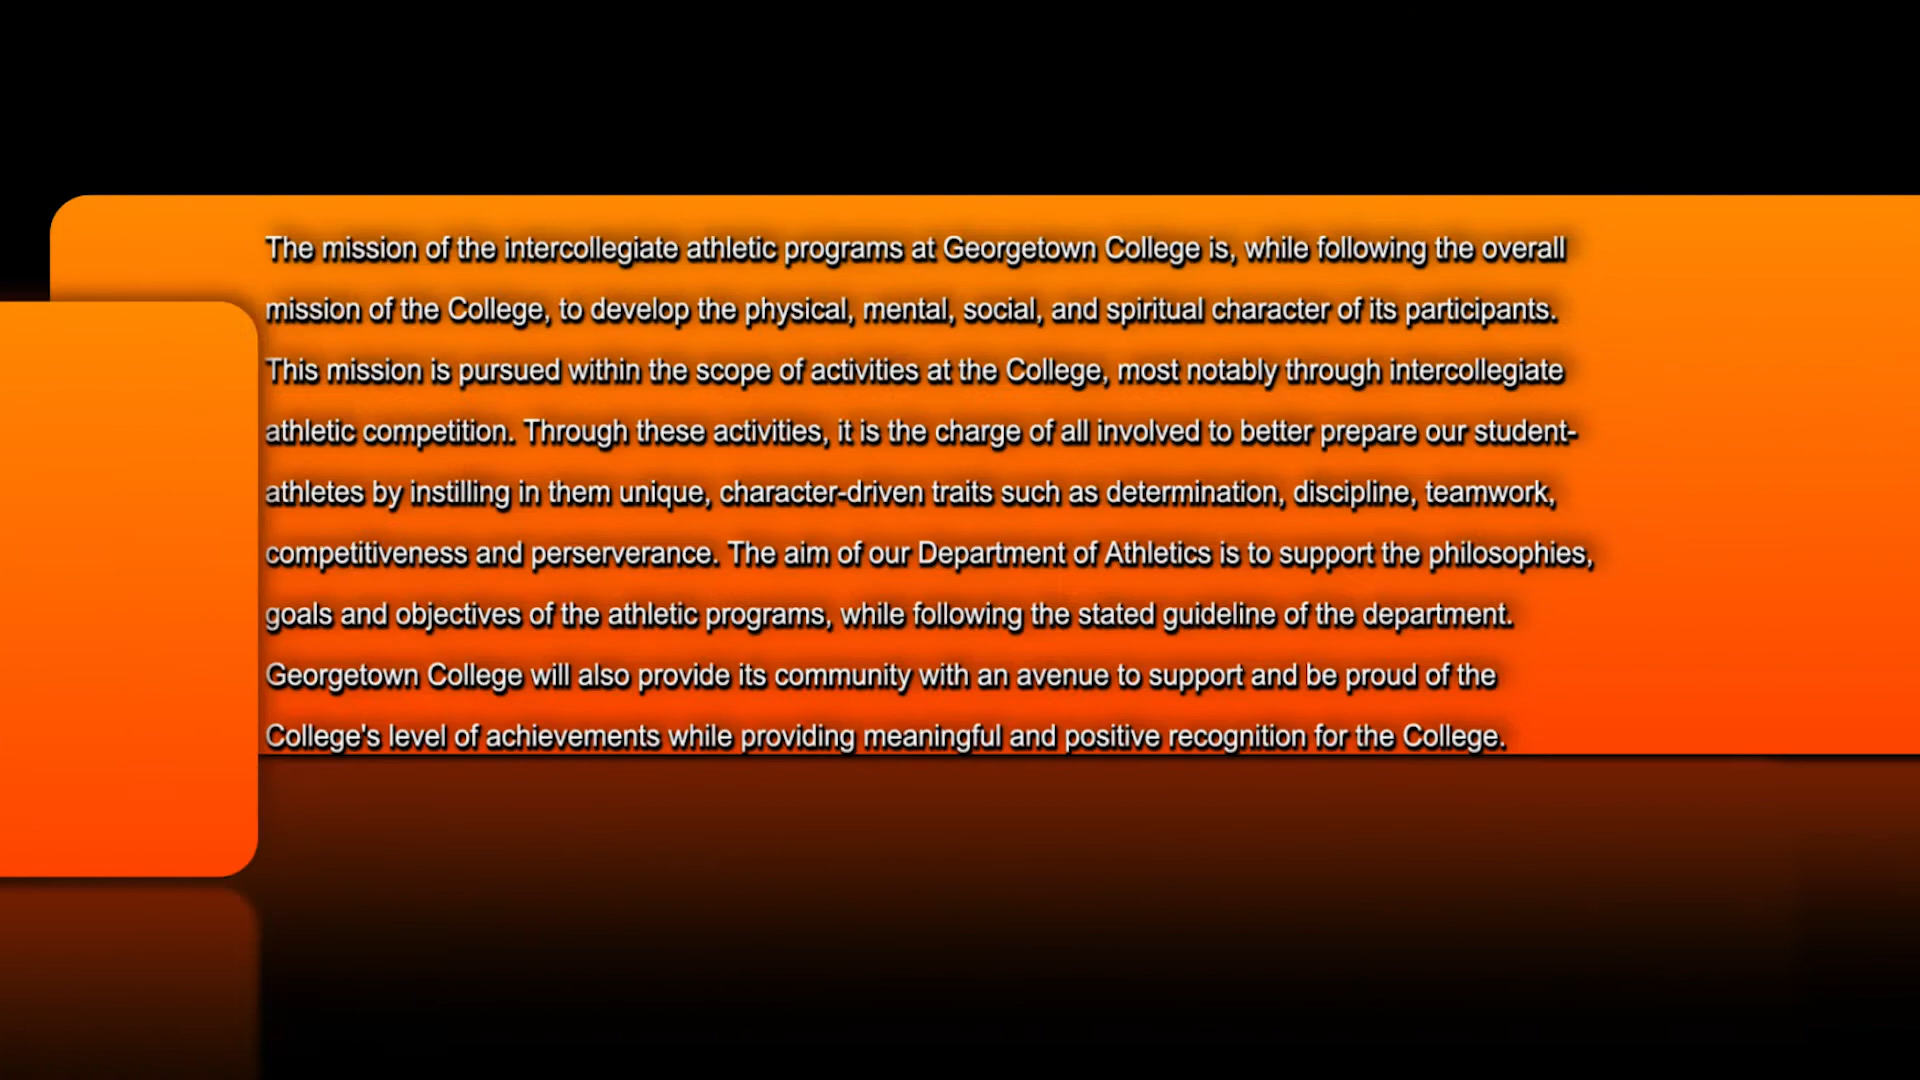 The mission of the intercollegiate athletic programs at Georgetown College is, while following the overall
mission of the College, to develop the physical, mental, social, and spiritual character of its participants.
This mission is pursued within the scope of activities at the College, most notably through intercollegiate
athletic competition. Through these activities, it is the charge of all involved to better prepare our student-
athletes by instilling in them unique, character-driven traits such as determination, discipline, teamwork,
competitiveness and perserverance. The aim of our Department of Athletics is to support the philosophies,
goals and objectives of the athletic programs, while following the stated guideline of the department.
Georgetown College will also provide its community with an avenue to support and be proud of the
College's level of achievements while providing meaningful and positive recognition for the College.